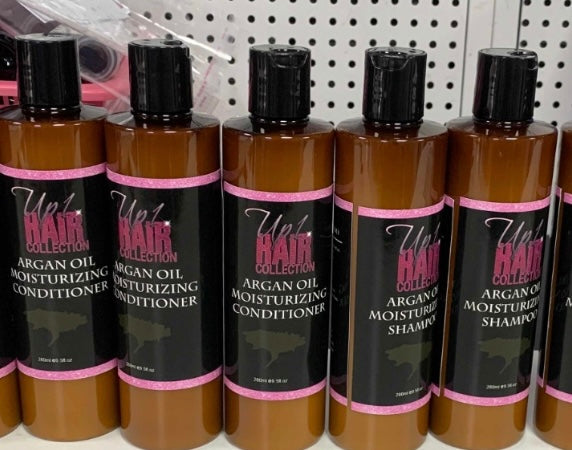 Up1
HAIR
COLLECTION
ARGAN OIL
MOISTURIZING
CONDITIONER
Up1
HAIR
COLLECTION
ARGAN OIL
MOISTURIZING
CONDITIONER
Up1
HAIR
COLLECTION
ARGAN OIL
MOISTURIZING
CONDITIONER
Up1
HAIR
COLLECTION
ARGAN OIL
MOISTURIZING
SHAMPOO
Up1
HAIR
COLLECTION
ARGAN OIL
MOISTURIZING
SHAMPOO